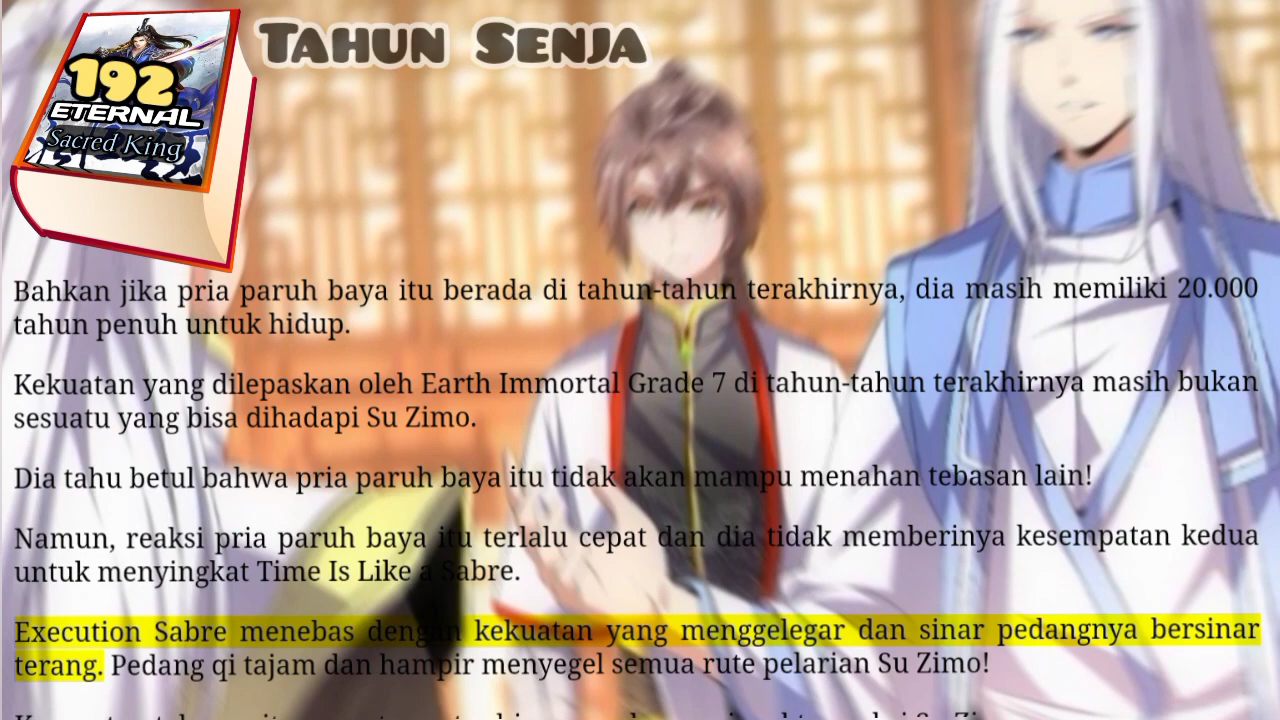 192
ETERNAL
Sacred King
TAHUN SENJA
Bahkan jika pria paruh baya itu berada di tahun-tahun terakhirnya, dia masih memiliki 20.000
tahun penuh untuk hidup.
Kekuatan yang dilepaskan oleh Earth Immortal Grade 7 di tahun-tahun terakhirnya masih bukan
sesuatu yang bisa dihadapi Su Zimo.
Dia tahu betul bahwa pria paruh baya itu tidak akan mampu menahan tebasan lain!
Namun, reaksi pria paruh baya itu terlalu cepat dan dia tidak memberinya kesempatan kedua
untuk menyingkat Time Is Like a Sabre.
Execution Sabre menebas dengan kekuatan yang menggelegar dan sinar pedangnya bersinar
terang. Pedang qi tajam dan hampir menyegel semua rute pelarian Su Zimo!